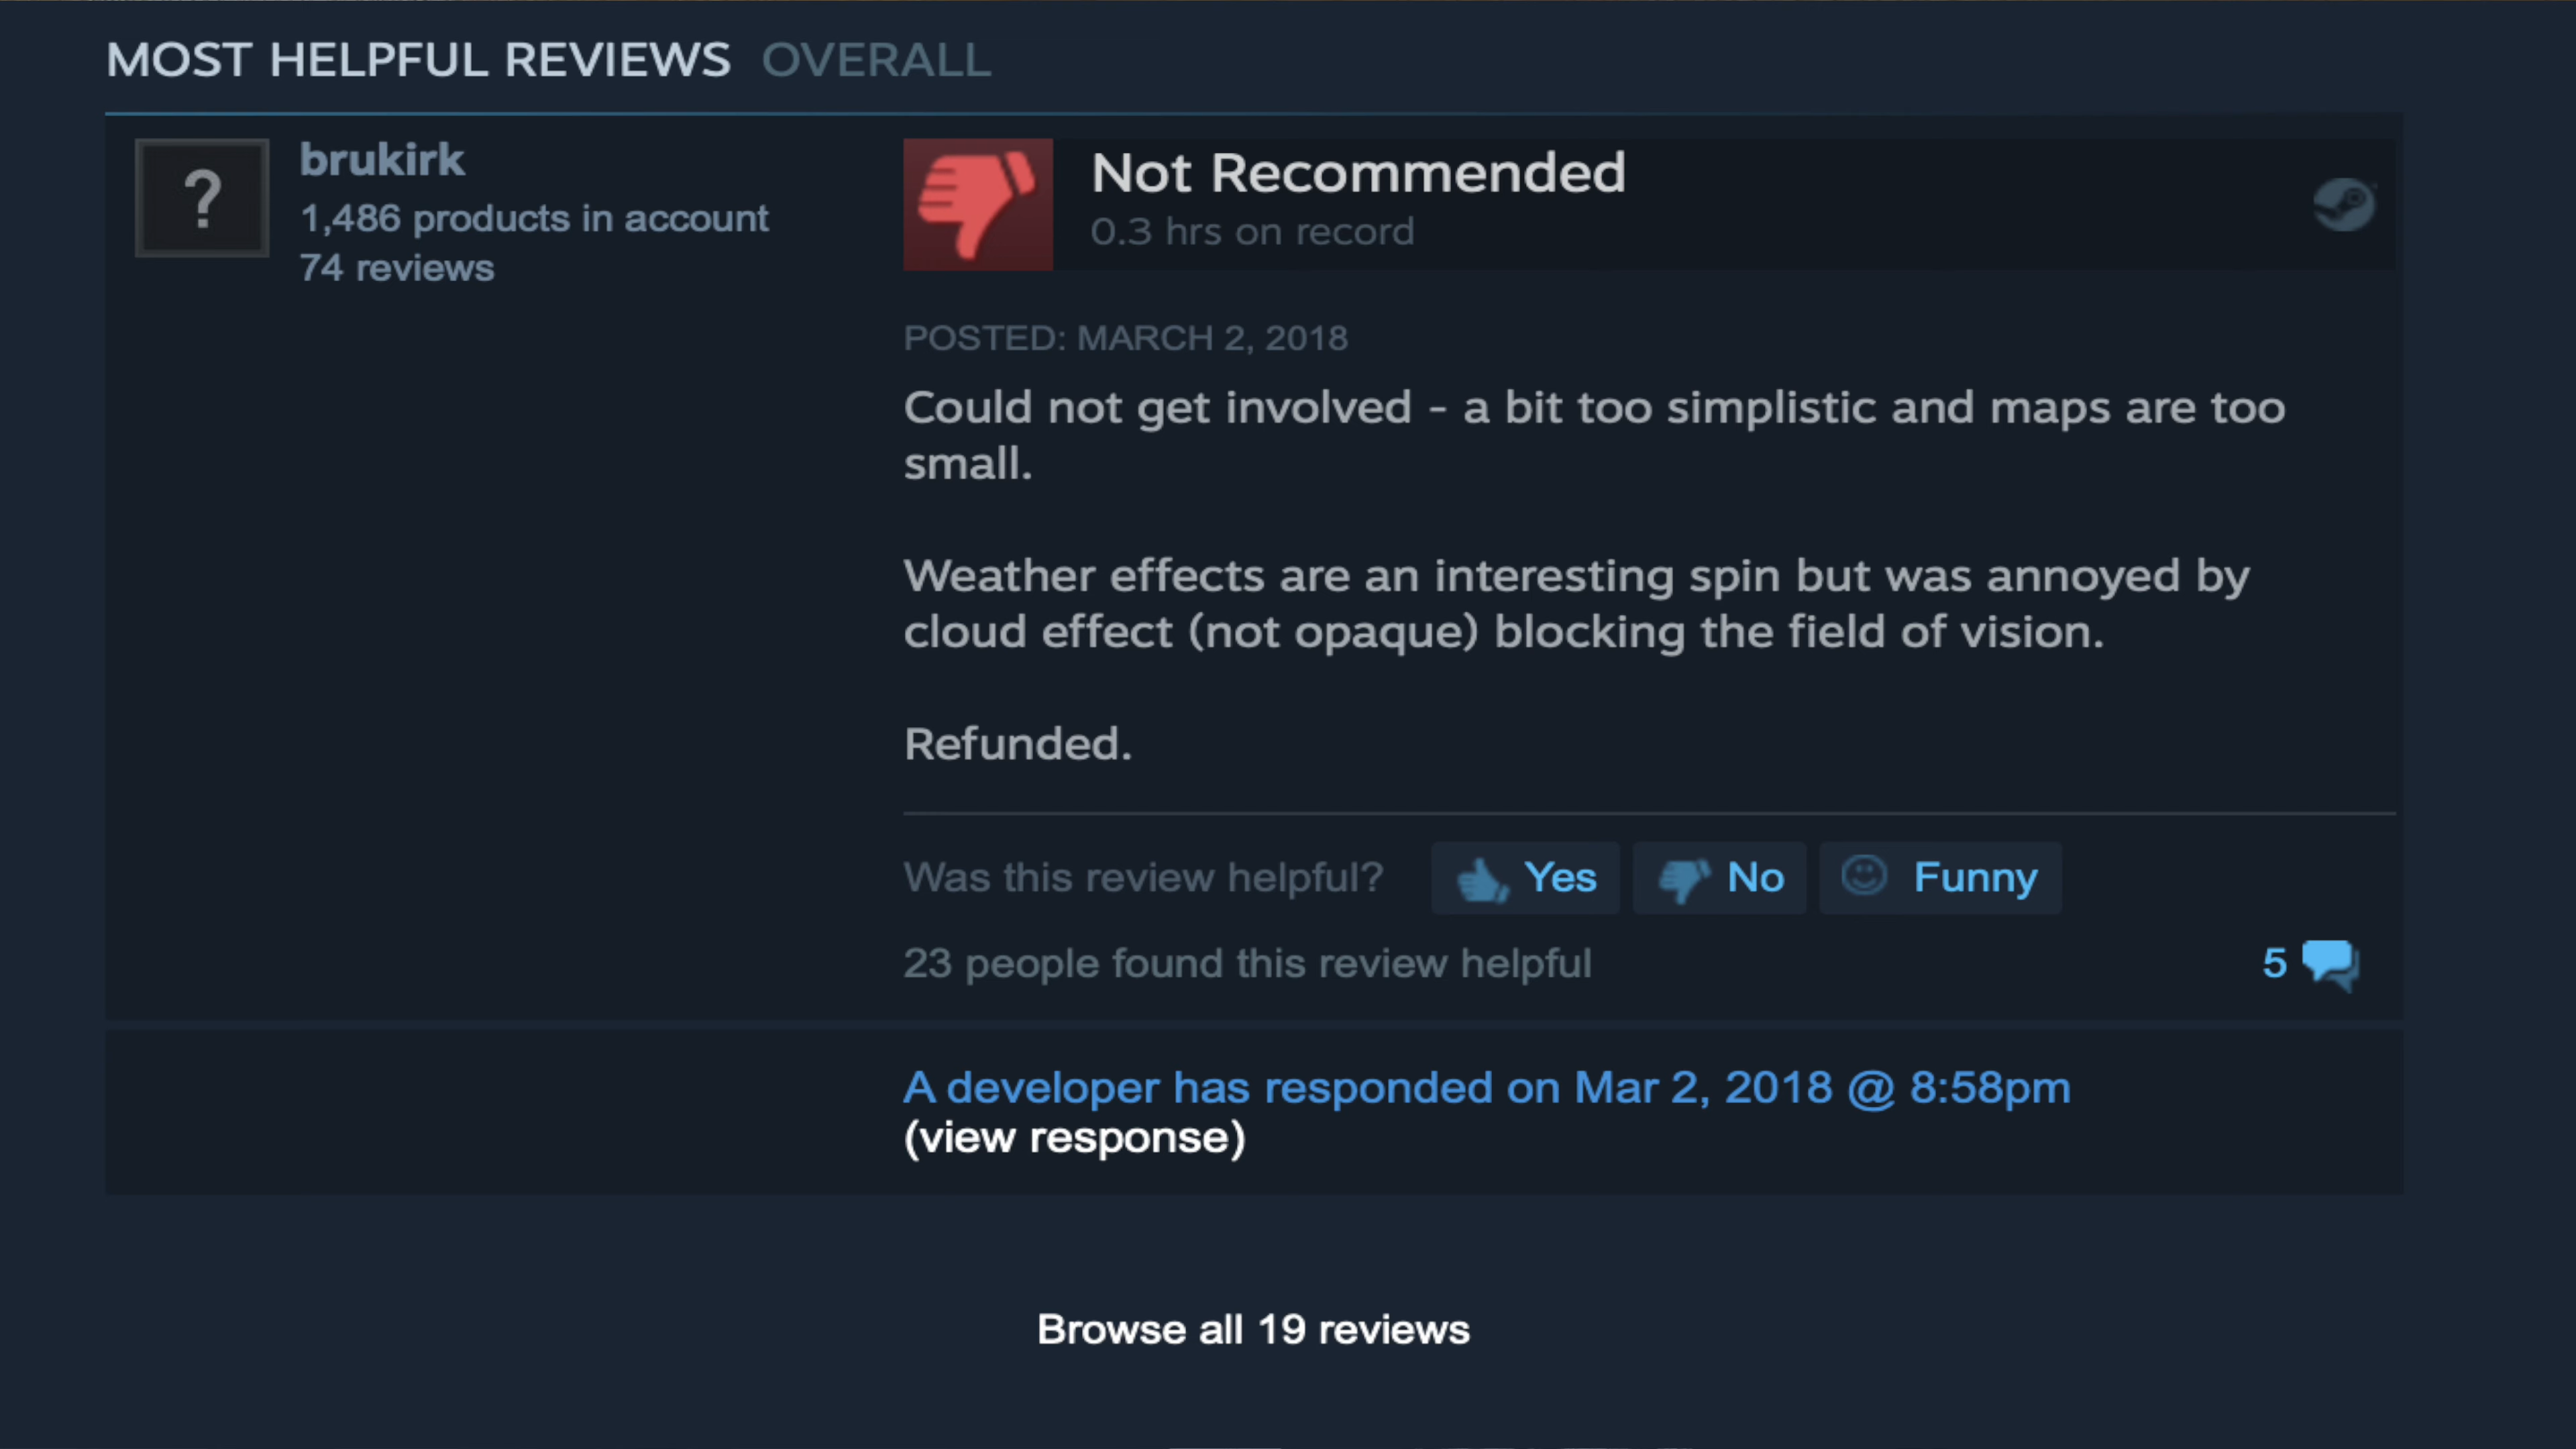 MOST HELPFUL REVIEWS OVERALL
brukirk
1,486 products in account
74 reviews
Not Recommended
0.3 hrs on record
POSTED: MARCH 2, 2018
Could not get involved - a bit too simplistic and maps are too
small.
Weather effects are an interesting spin but was annoyed by
cloud effect (not opaque) blocking the field of vision.
Refunded.
Was this review helpful? Yes No Funny
23 people found this review helpful 5
A developer has responded on Mar 2, 2018 @ 8:58pm
(view response)
Browse all 19 reviews